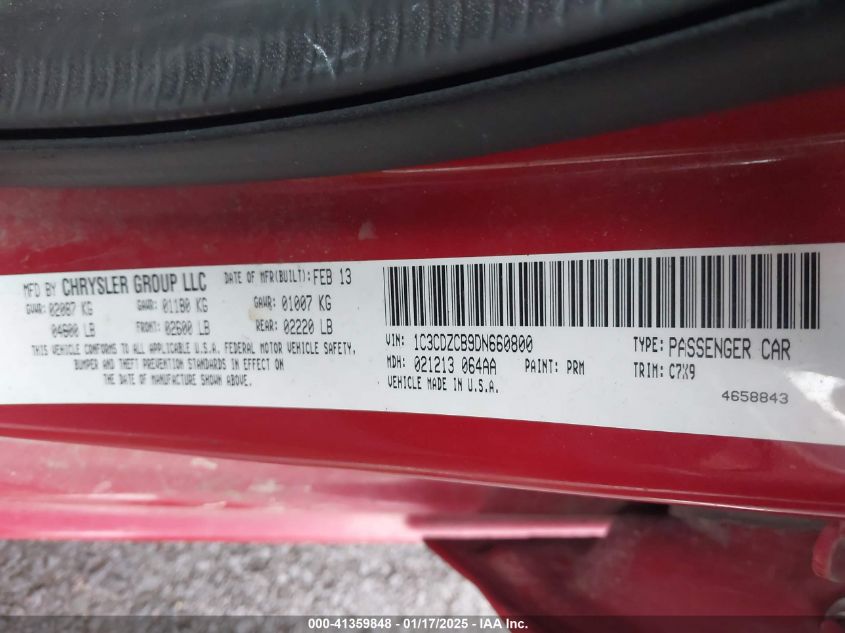 MFD BY CHRYSLER GROUP LLC DATE OF MFR(BUILT): FEB 13
GVWR: 02087 KG GAWR: 01180 KG GAWR: 01007 KG
04600 LB FRONT: 02600 LB REAR: 02220 LB
THIS VEHICLE CONFORMS TO ALL APPLICABLE U.S.A. FEDERAL MOTOR VEHICLE SAFETY,
BUMPER AND THEFT PREVENTION STANDARDS IN EFFECT ON
THE DATE OF MANUFACTURE SHOWN ABOVE.
VIN: 1C3CDZCB9DN660800 TYPE: PASSENGER CAR
MDH: 021213 064AA PAINT: PRM TRIM: C7X9
VEHICLE MADE IN U.S.A.
4658843
000-41359848 - 01/17/2025 - IAA Inc.